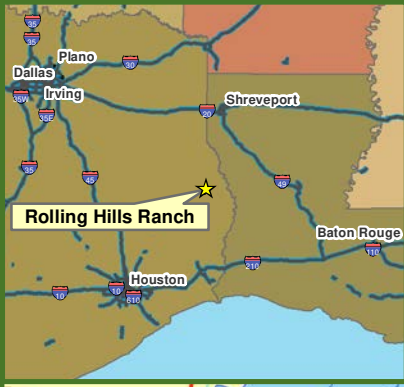 35
35
Plano
30
Dallas
Irving
35W
35E
20
Shreveport
35
45
49
Rolling Hills Ranch
Baton Rouge
210
110
Houston
10
10
610